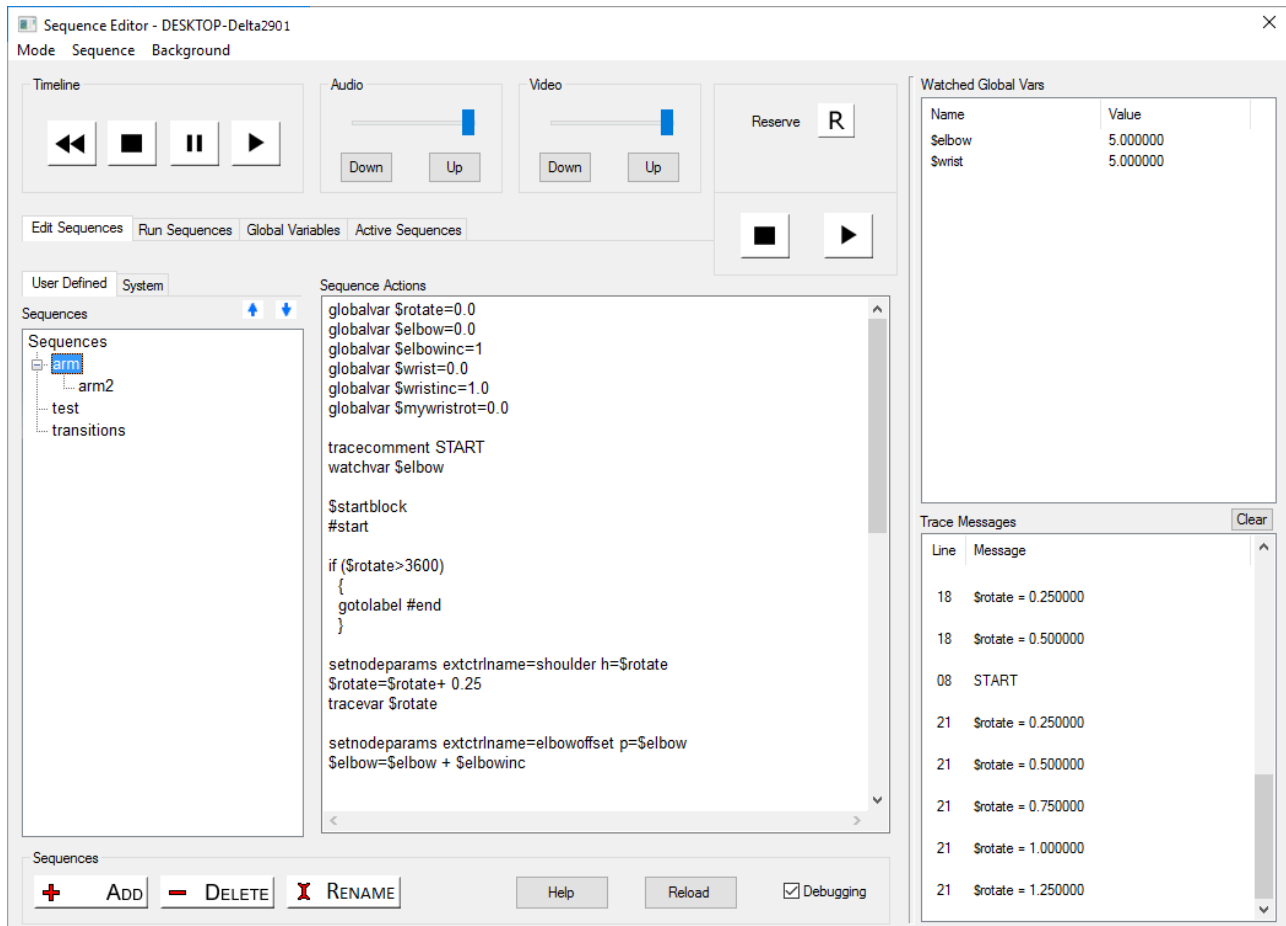 Sequence Editor - DESKTOP-Delta2901
Mode Sequence Background
Timeline
Audio
Down Up
Video
Down Up
Reserve R
Edit Sequences Run Sequences Global Variables Active Sequences
User Defined System
Sequences
Sequences
arm
arm2
test
transitions
Sequence Actions
globalvar $rotate=0.0
globalvar $elbow=0.0
globalvar $elbowinc=1
globalvar $wrist=0.0
globalvar $wristinc=1.0
globalvar $mywristrot=0.0
tracecomment START
watchvar $elbow
$startblock
#start
if ($rotate>3600)
{
gotolabel #end
}
setnodeparams extctrlname=shoulder h=$rotate
$rotate=$rotate+ 0.25
tracevar $rotate
setnodeparams extctrlname=elbowoffset p=$elbow
$elbow=$elbow + $elbowinc
Sequences
ADD DELETE RENAME Help Reload Debugging
Watched Global Vars
Name Value
$elbow 5.000000
$wrist 5.000000
Trace Messages Clear
Line Message
18 $rotate = 0.250000
18 $rotate = 0.500000
08 START
21 $rotate = 0.250000
21 $rotate = 0.500000
21 $rotate = 0.750000
21 $rotate = 1.000000
21 $rotate = 1.250000